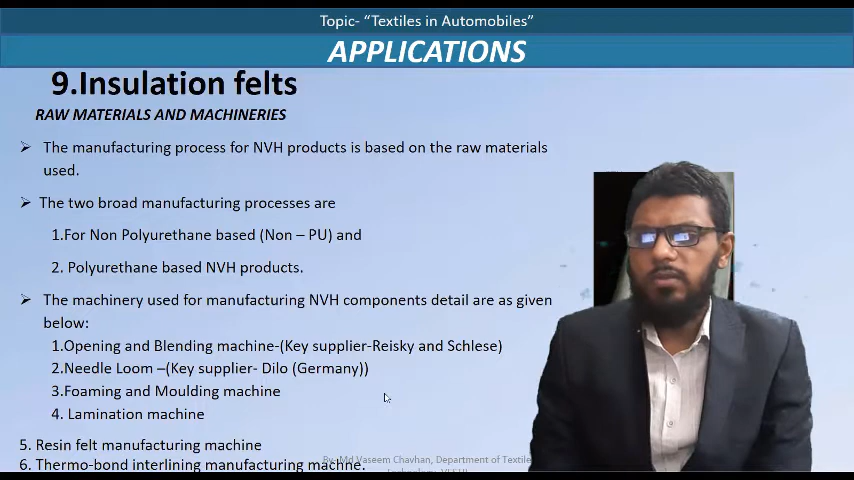 Topic- “Textiles in Automobiles”
APPLICATIONS
9.Insulation felts
RAW MATERIALS AND MACHINERIES
➢ The manufacturing process for NVH products is based on the raw materials
used.
➢ The two broad manufacturing processes are
1.For Non Polyurethane based (Non – PU) and
2. Polyurethane based NVH products.
➢ The machinery used for manufacturing NVH components detail are as given
below:
1.Opening and Blending machine-(Key supplier-Reisky and Schlese)
2.Needle Loom –(Key supplier- Dilo (Germany))
3.Foaming and Moulding machine
4. Lamination machine
5. Resin felt manufacturing machine
By- Md Vaseem Chavhan, Department of Textile
6. Thermo-bond interlining manufacturing machne.
Technology,